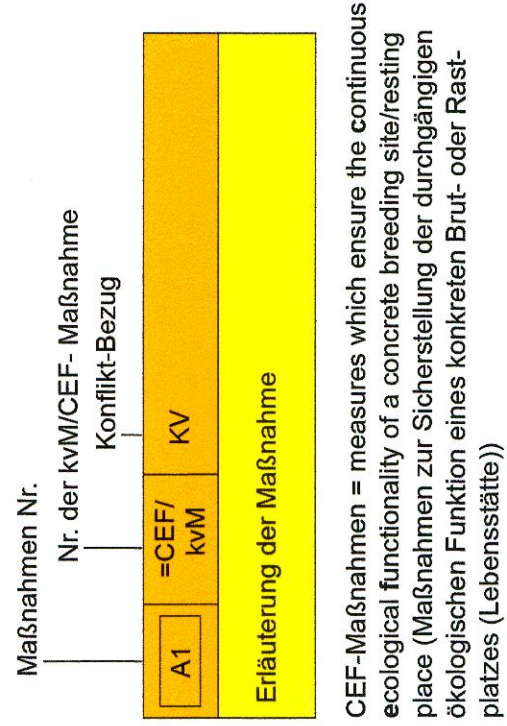 Maßnahmen Nr.
Nr. der kvM/CEF- Maßnahme
Konflikt-Bezug
A1
=CEF/
kvM
KV
Erläuterung der Maßnahme
CEF-Maßnahmen = measures which ensure the continuous
ecological functionality of a concrete breeding site/resting
place (Maßnahmen zur Sicherstellung der durchgängigen
ökologischen Funktion eines konkreten Brut- oder Rast-
platzes (Lebensstätte))